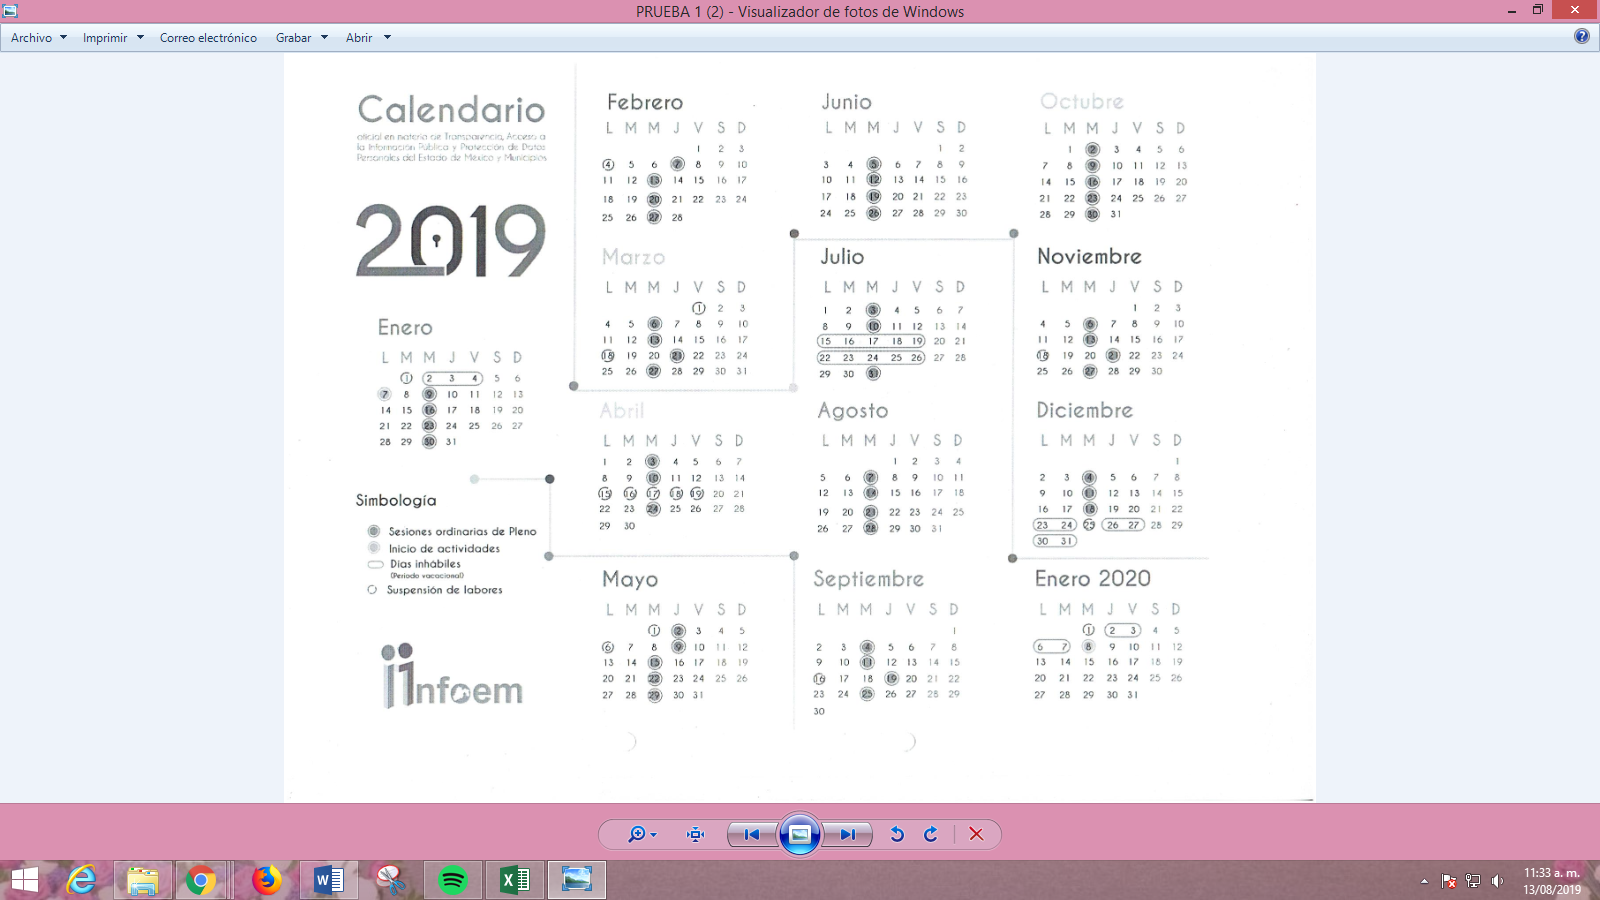 PRUEBA 1 (2) - Visualizador de fotos de Windows
Archivo Imprimir Correo electrónico Grabar Abrir
Calendario
oficial en materia de Transparencia, Acceso a
la Información Pública y Protección de Datos
Personales del Estado de México y Municipios
2019
Enero
L M M J V S D
1 2 3 4 5 6
7 8 9 10 11 12 13
14 15 16 17 18 19 20
21 22 23 24 25 26 27
28 29 30 31
Simbología
Sesiones ordinarias de Pleno
Inicio de actividades
Días inhábiles
(Periodo vacacional)
Suspensión de labores
infoem
Febrero
L M M J V S D
1 2 3
4 5 6 7 8 9 10
11 12 13 14 15 16 17
18 19 20 21 22 23 24
25 26 27 28
Marzo
L M M J V S D
1 2 3
4 5 6 7 8 9 10
11 12 13 14 15 16 17
18 19 20 21 22 23 24
25 26 27 28 29 30 31
Abril
L M M J V S D
1 2 3 4 5 6 7
8 9 10 11 12 13 14
15 16 17 18 19 20 21
22 23 24 25 26 27 28
29 30
Mayo
L M M J V S D
1 2 3 4 5
6 7 8 9 10 11 12
13 14 15 16 17 18 19
20 21 22 23 24 25 26
27 28 29 30 31
Junio
L M M J V S D
1 2
3 4 5 6 7 8 9
10 11 12 13 14 15 16
17 18 19 20 21 22 23
24 25 26 27 28 29 30
Julio
L M M J V S D
1 2 3 4 5 6 7
8 9 10 11 12 13 14
15 16 17 18 19 20 21
22 23 24 25 26 27 28
29 30 31
Agosto
L M M J V S D
1 2 3 4
5 6 7 8 9 10 11
12 13 14 15 16 17 18
19 20 21 22 23 24 25
26 27 28 29 30 31
Septiembre
L M M J V S D
1
2 3 4 5 6 7 8
9 10 11 12 13 14 15
16 17 18 19 20 21 22
23 24 25 26 27 28 29
30
Octubre
L M M J V S D
1 2 3 4 5 6
7 8 9 10 11 12 13
14 15 16 17 18 19 20
21 22 23 24 25 26 27
28 29 30 31
Noviembre
L M M J V S D
1 2 3
4 5 6 7 8 9 10
11 12 13 14 15 16 17
18 19 20 21 22 23 24
25 26 27 28 29 30
Diciembre
L M M J V S D
1
2 3 4 5 6 7 8
9 10 11 12 13 14 15
16 17 18 19 20 21 22
23 24 25 26 27 28 29
30 31
Enero 2020
L M M J V S D
1 2 3 4 5
6 7 8 9 10 11 12
13 14 15 16 17 18 19
20 21 22 23 24 25 26
27 28 29 30 31
11:33 a. m.
13/08/2019